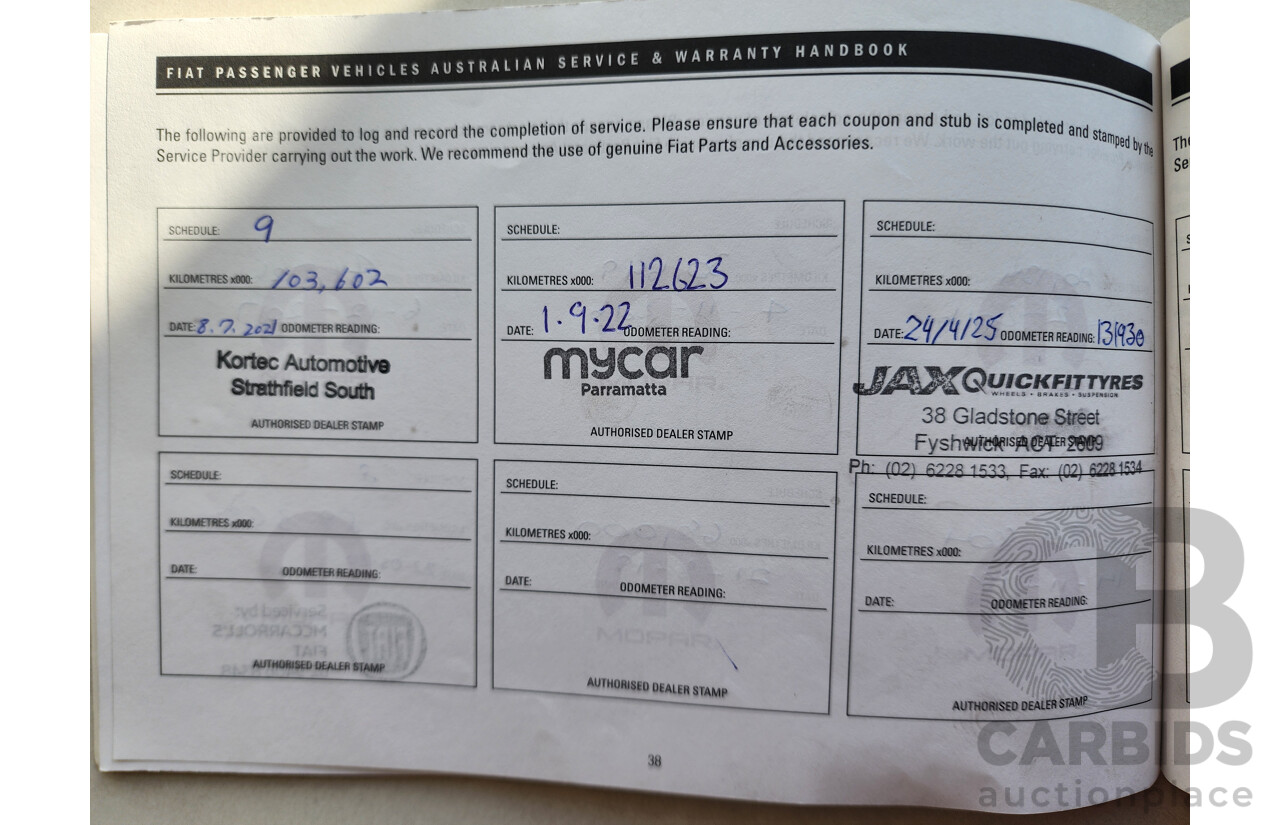 FIAT PASSENGER VEHICLES AUSTRALIAN SERVICE & WARRANTY HANDBOOK
The following are provided to log and record the completion of service. Please ensure that each coupon and stub is completed and stamped by the
Service Provider carrying out the work. We recommend the use of genuine Fiat Parts and Accessories.
SCHEDULE: 9
KILOMETRES x000: 103,602
DATE: 8.7.2021 ODOMETER READING:
Kortec Automotive
Strathfield South
AUTHORISED DEALER STAMP
SCHEDULE:
KILOMETRES x000: 112623
DATE: 1.9.22 ODOMETER READING:
mycar
Parramatta
AUTHORISED DEALER STAMP
SCHEDULE:
KILOMETRES x000:
DATE: 24/4/25 ODOMETER READING: 131930
JAX QUICKFIT TYRES
WHEELS • BRAKES • SUSPENSION
38 Gladstone Street
Fyshwick ACT 2609
AUTHORISED DEALER STAMP
Ph: (02) 6228 1533, Fax: (02) 6228 1534
SCHEDULE:
KILOMETRES x000:
DATE: ODOMETER READING:
AUTHORISED DEALER STAMP
SCHEDULE:
KILOMETRES x000:
DATE: ODOMETER READING:
AUTHORISED DEALER STAMP
SCHEDULE:
KILOMETRES x000:
DATE: ODOMETER READING:
AUTHORISED DEALER STAMP
38
The
Se
CARBIDS
auctionplace